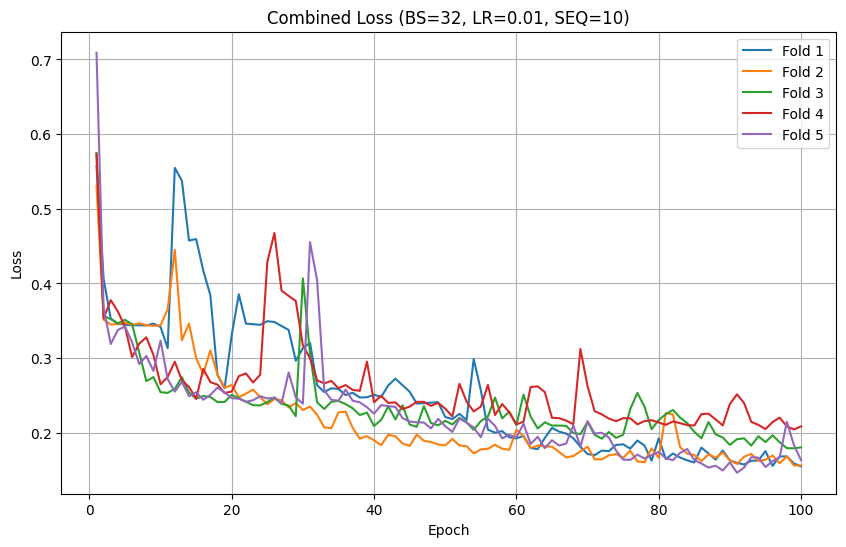 Combined Loss (BS=32, LR=0.01, SEQ=10)
Fold 1
Fold 2
Fold 3
Fold 4
Fold 5
Loss
0.7
0.6
0.5
0.4
0.3
0.2
0 20 40 60 80 100
Epoch